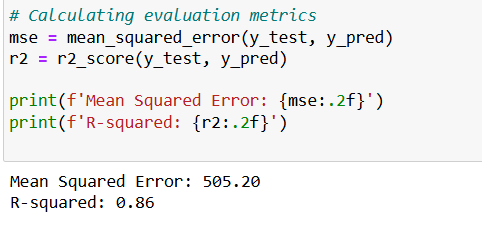 # Calculating evaluation metrics
mse = mean_squared_error(y_test, y_pred)
r2 = r2_score(y_test, y_pred)
print(f'Mean Squared Error: {mse:.2f}')
print(f'R-squared: {r2:.2f}')
Mean Squared Error: 505.20
R-squared: 0.86